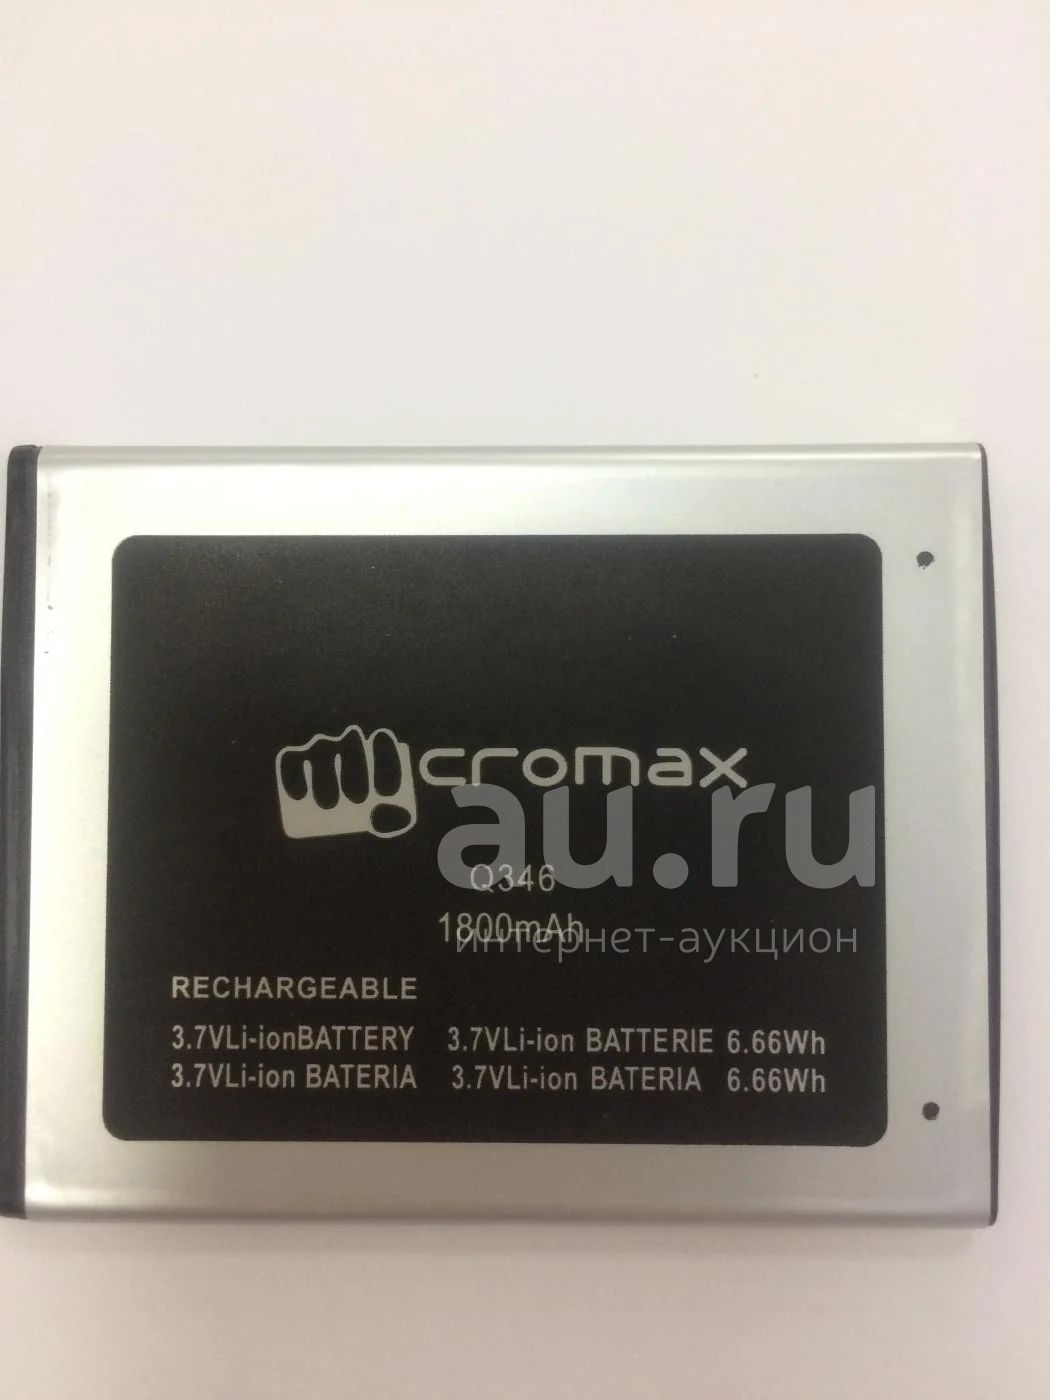 micromax
au.ru
Q346
1800mAh
интернет-аукцион
RECHARGEABLE
3.7VLi-ionBATTERY 3.7VLi-ion BATTERIE 6.66Wh
3.7VLi-ion BATERIA 3.7VLi-ion BATERIA 6.66Wh